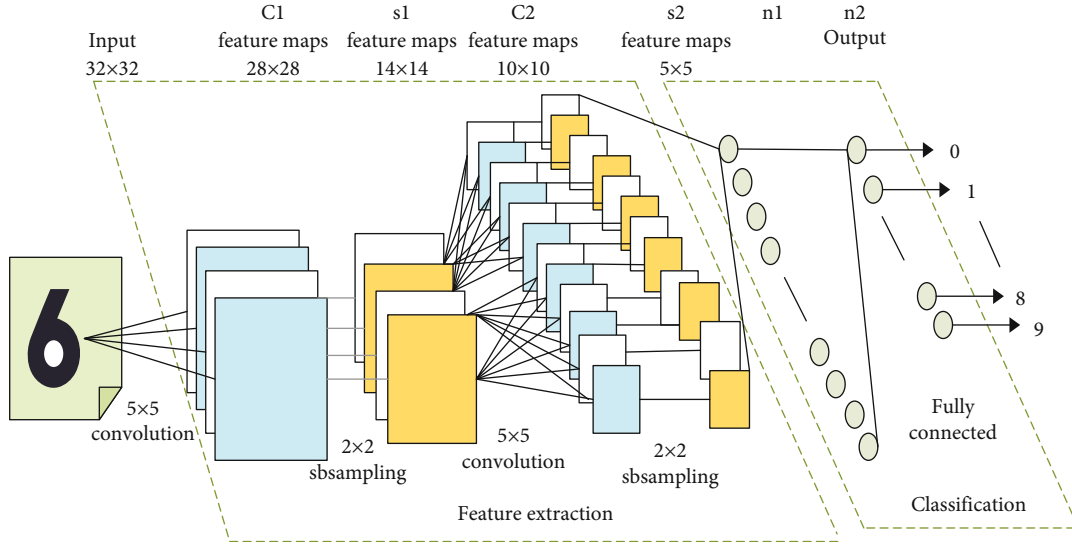 Input
32×32
C1
feature maps
28×28
s1
feature maps
14×14
C2
feature maps
10×10
s2
feature maps
5×5
n1
n2
Output
0
1
8
9
6
5×5
convolution
2×2
sbsampling
5×5
convolution
2×2
sbsampling
Fully
connected
Feature extraction
Classification